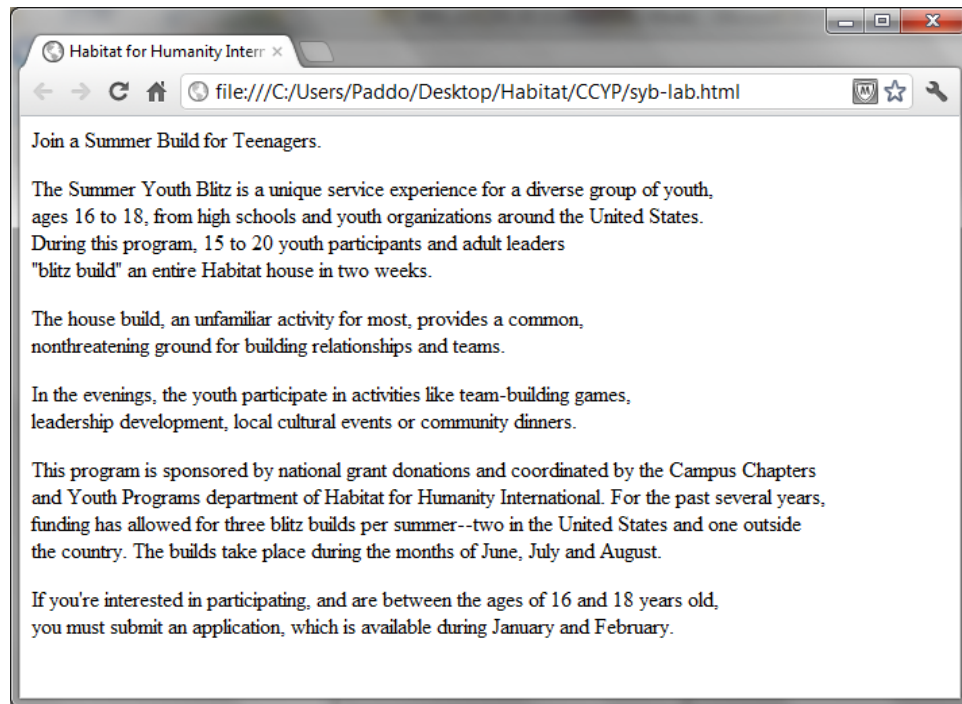 Habitat for Humanity Intern
file:///C:/Users/Paddo/Desktop/Habitat/CCYP/syb-lab.html
Join a Summer Build for Teenagers.
The Summer Youth Blitz is a unique service experience for a diverse group of youth,
ages 16 to 18, from high schools and youth organizations around the United States.
During this program, 15 to 20 youth participants and adult leaders
"blitz build" an entire Habitat house in two weeks.
The house build, an unfamiliar activity for most, provides a common,
nonthreatening ground for building relationships and teams.
In the evenings, the youth participate in activities like team-building games,
leadership development, local cultural events or community dinners.
This program is sponsored by national grant donations and coordinated by the Campus Chapters
and Youth Programs department of Habitat for Humanity International. For the past several years,
funding has allowed for three blitz builds per summer--two in the United States and one outside
the country. The builds take place during the months of June, July and August.
If you're interested in participating, and are between the ages of 16 and 18 years old,
you must submit an application, which is available during January and February.